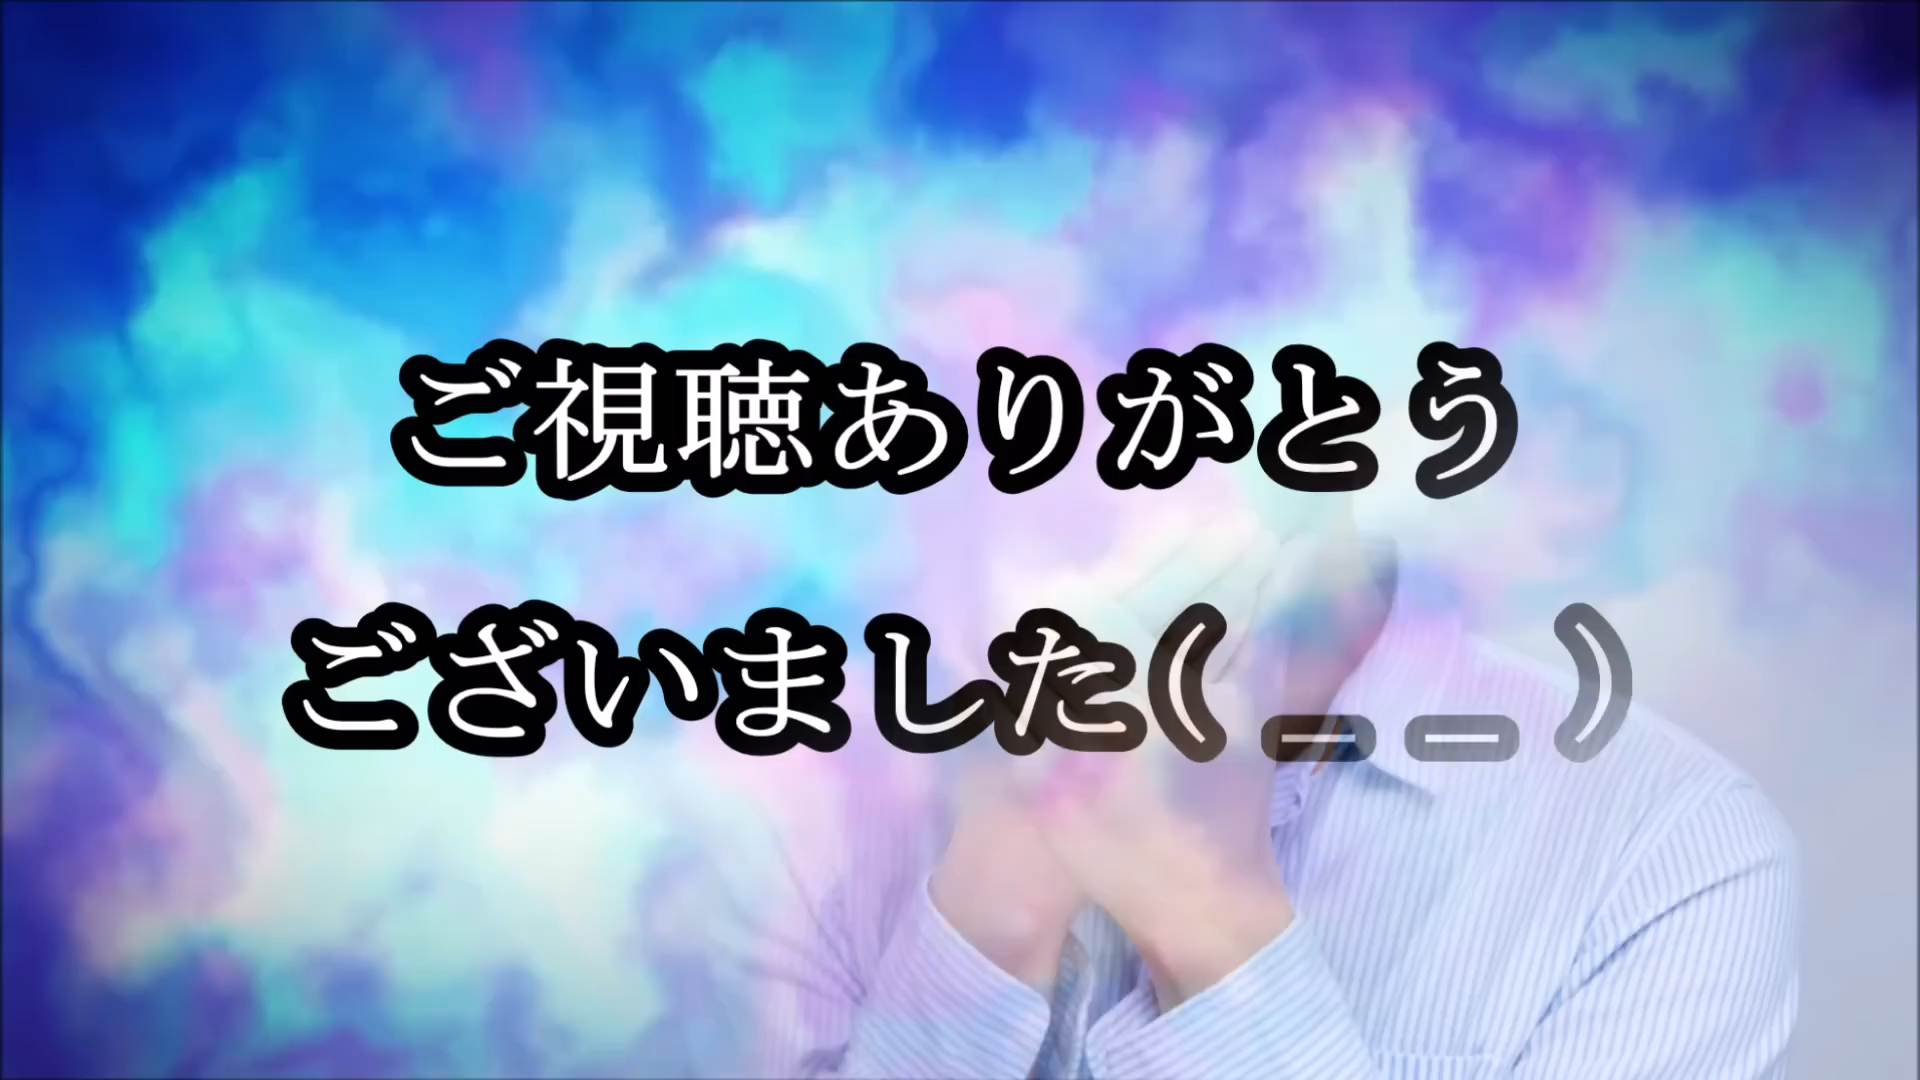 ご視聴ありがとう
ございました( _ _ )